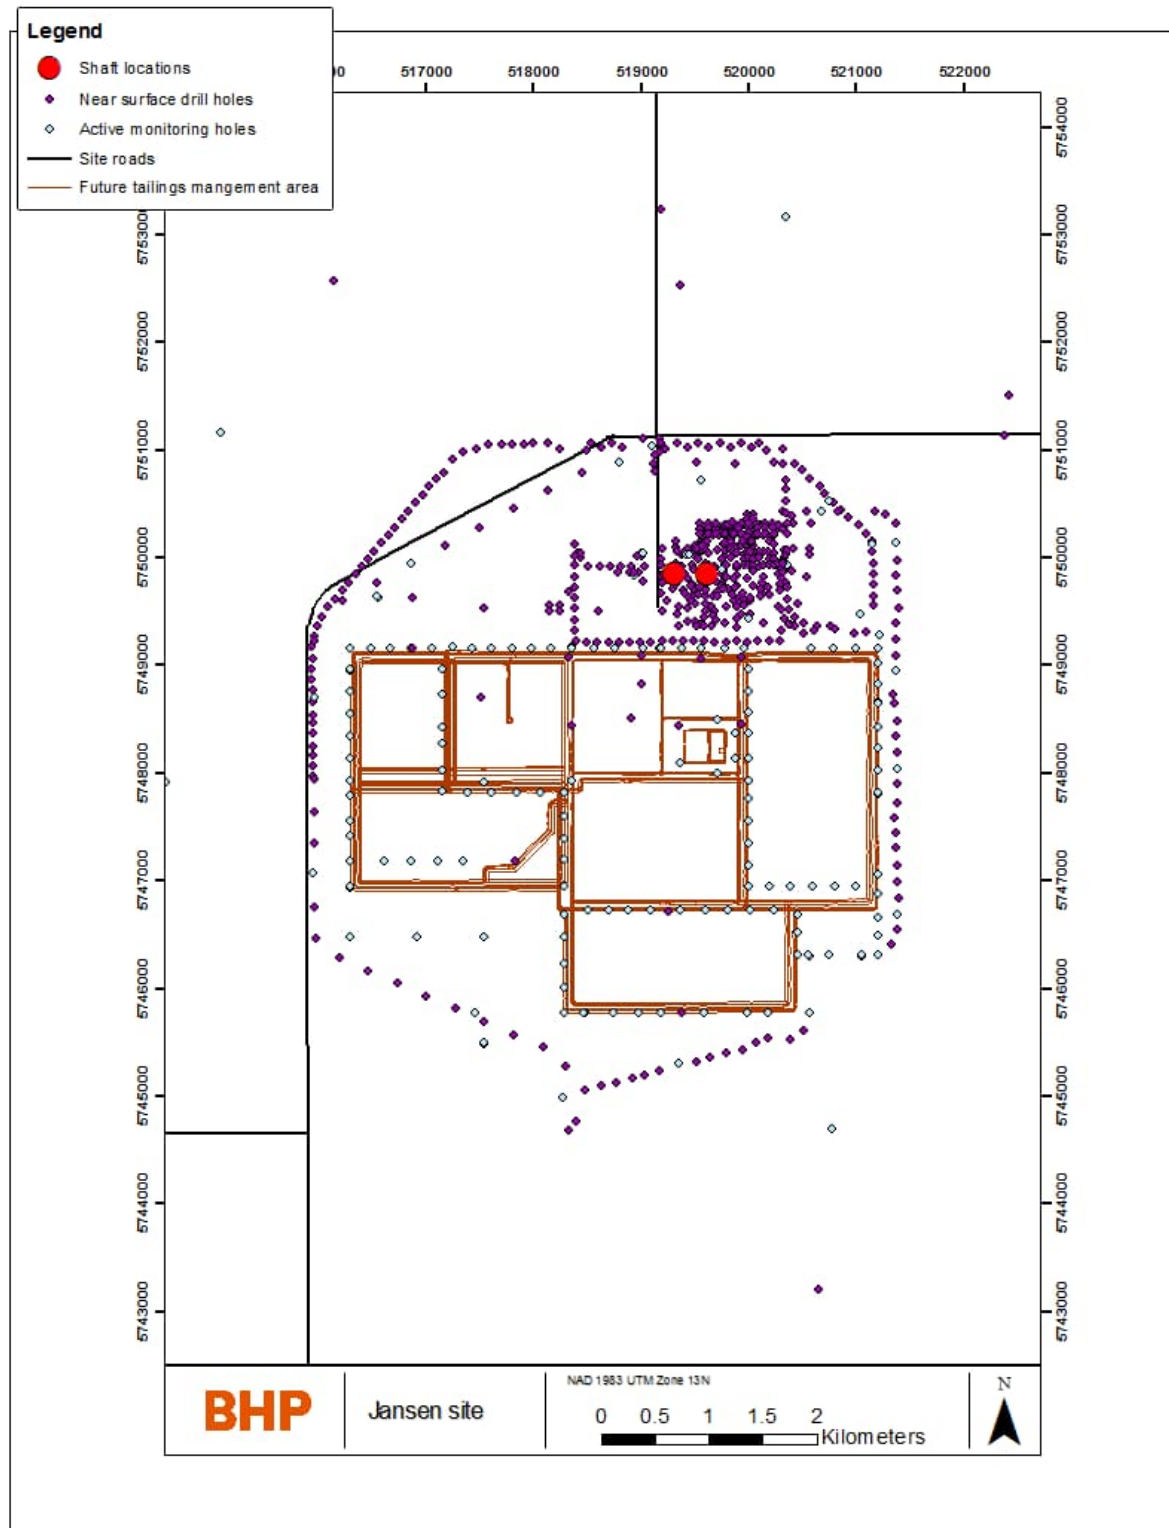 Legend
Shaft locations
Near surface drill holes
Active monitoring holes
Site roads
Future tailings mangement area
00 517000 518000 519000 520000 521000 522000
5754000
5753000 5753000
5752000 5752000
5751000 5751000
5750000 5750000
5749000 5749000
5748000 5748000
5747000 5747000
5746000 5746000
5745000 5745000
5744000 5744000
5743000 5743000
BHP
Jansen site
NAD 1983 UTM Zone 13N
0 0.5 1 1.5 2
Kilometers
N